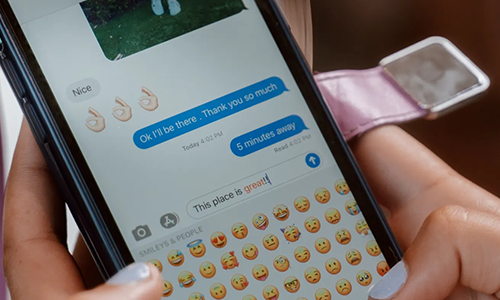 Nice
👌🏻👌🏻👌🏻
Ok I'll be there . Thank you so much
Today 4:02 PM
5 minutes away
Read 4:02 PM
This place is great!!
SMILEYS & PEOPLE